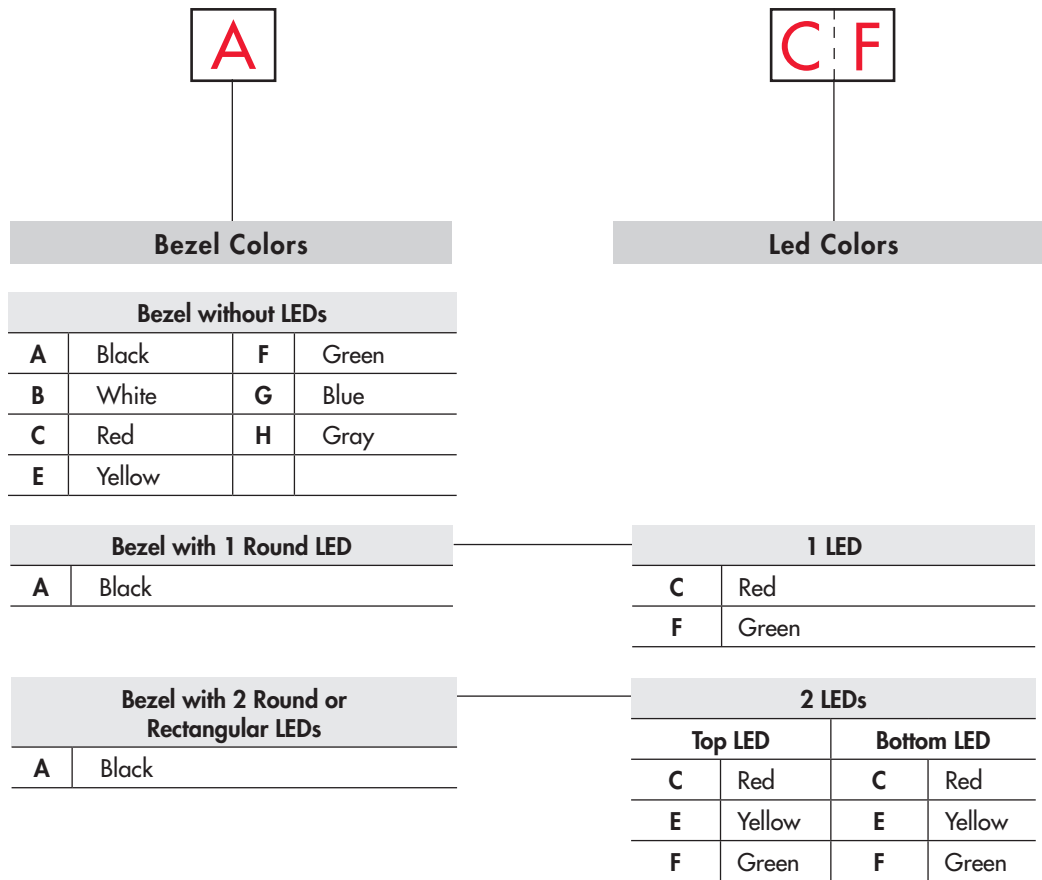 A
C F
Bezel Colors
Led Colors
Bezel without LEDs
A Black F Green
B White G Blue
C Red H Gray
E Yellow
Bezel with 1 Round LED
A Black
1 LED
C Red
F Green
Bezel with 2 Round or
Rectangular LEDs
A Black
2 LEDs
Top LED Bottom LED
C Red C Red
E Yellow E Yellow
F Green F Green